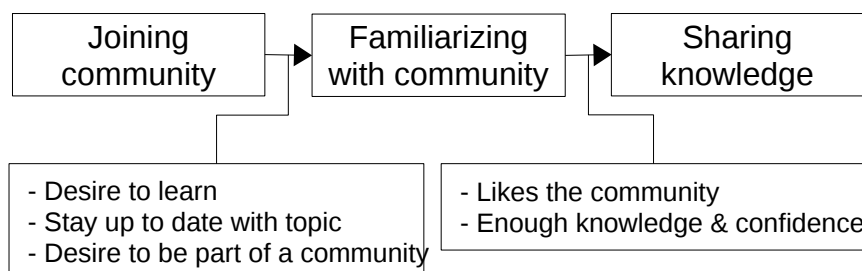 Joining
community
Familiarizing
with community
Sharing
knowledge
- Desire to learn
- Stay up to date with topic
- Desire to be part of a community
- Likes the community
- Enough knowledge & confidence